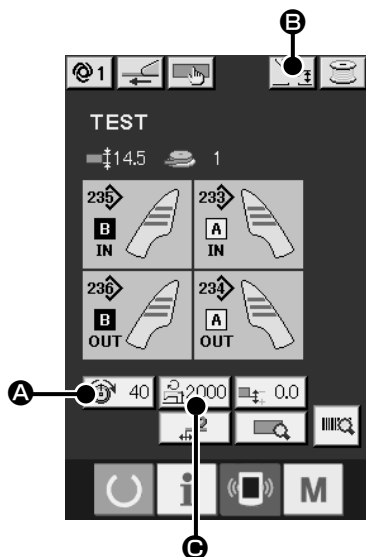 B
1
TEST
14.5 1
235 233
B A
IN IN
236 234
B A
OUT OUT
A
40 2000 0.0
2
i M
C